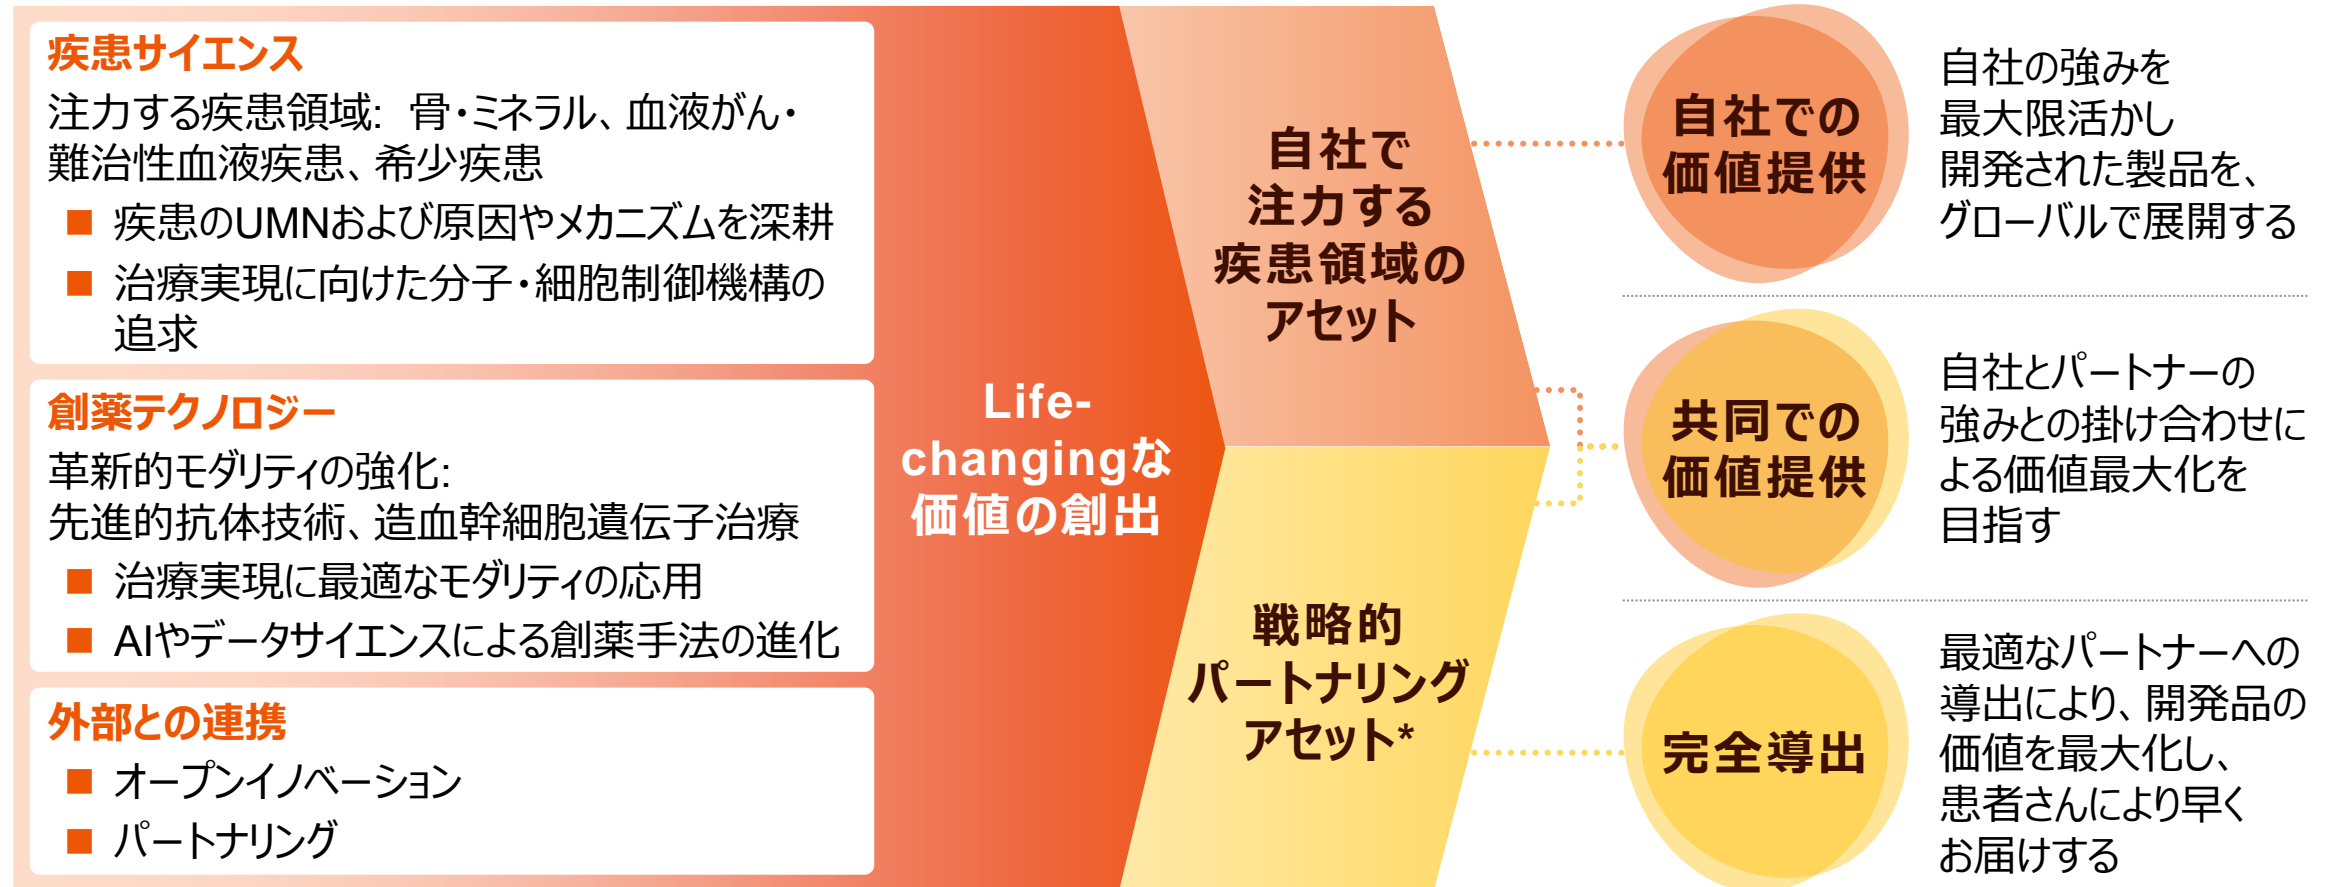 疾患サイエンス
注力する疾患領域: 骨・ミネラル、血液がん・
難治性血液疾患、希少疾患
■ 疾患のUMNおよび原因やメカニズムを深耕
■ 治療実現に向けた分子・細胞制御機構の
追求
創薬テクノロジー
革新的モダリティの強化:
先進的抗体技術、造血幹細胞遺伝子治療
■ 治療実現に最適なモダリティの応用
■ AIやデータサイエンスによる創薬手法の進化
外部との連携
■ オープンイノベーション
■ パートナリング
Life-
changingな
価値の創出
自社で
注力する
疾患領域の
アセット
戦略的
パートナリング
アセット*
自社での
価値提供
自社の強みを
最大限活かし
開発された製品を、
グローバルで展開する
共同での
価値提供
自社とパートナーの
強みとの掛け合わせに
よる価値最大化を
目指す
完全導出
最適なパートナーへの
導出により、開発品の
価値を最大化し、
患者さんにより早く
お届けする